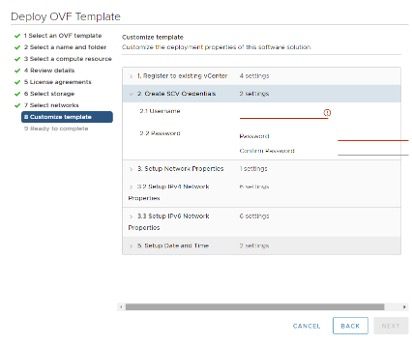 Deploy OVF Template
1 Select an OVF template
2 Select a name and folder
3 Select a compute resource
4 Review details
5 License agreements
6 Select storage
7 Select networks
8 Customize template
9 Ready to complete
Customize template
Customize the deployment properties of this software solution.
1. Register to existing vCenter 4 settings
2. Create SCV Credentials 2 settings
2.1 Username
2.2 Password Password
Confirm Password
3. Setup Network Properties 1 settings
3.2 Setup IPv4 Network Properties 6 settings
3.3 Setup IPv6 Network Properties 6 settings
5. Setup Date and Time 2 settings
CANCEL BACK NEXT